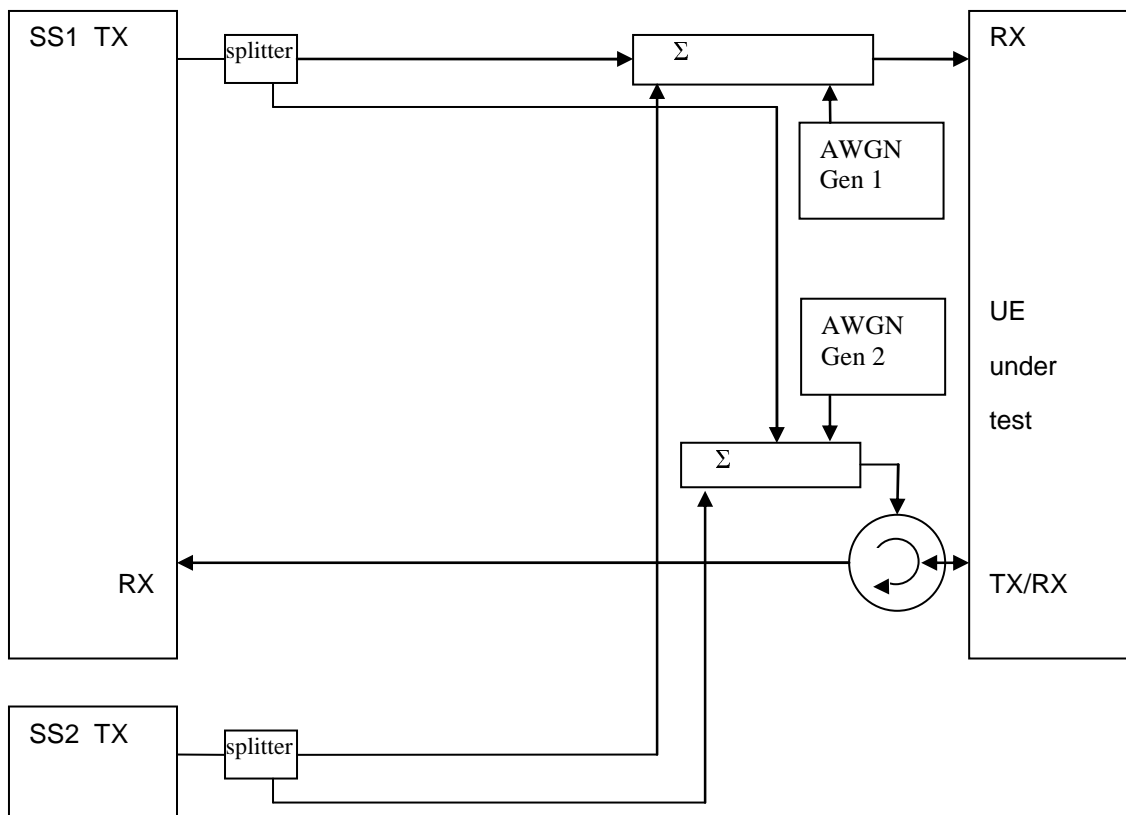 SS1 TX
splitter
Σ
RX
AWGN
Gen 1
AWGN
Gen 2
UE
under
test
Σ
RX
TX/RX
SS2 TX
splitter